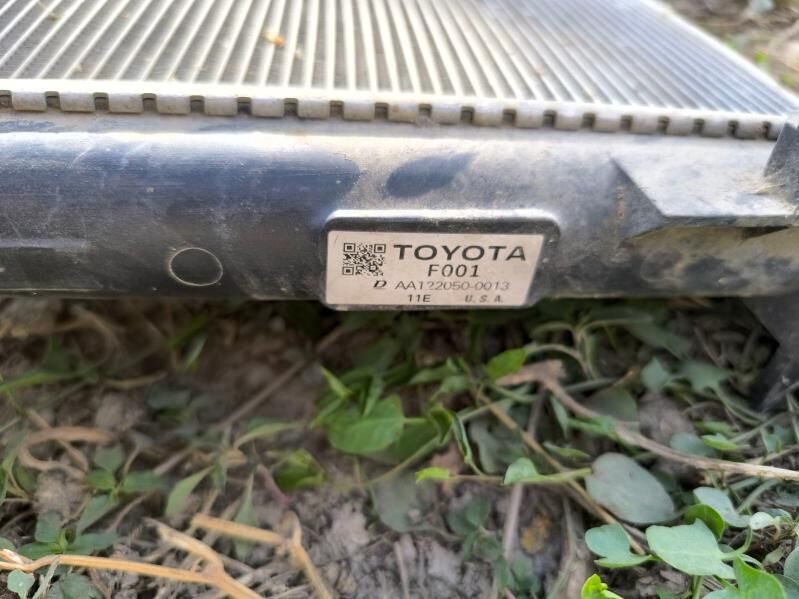 TOYOTA
F001
D AA122050-0013
11E U.S.A.